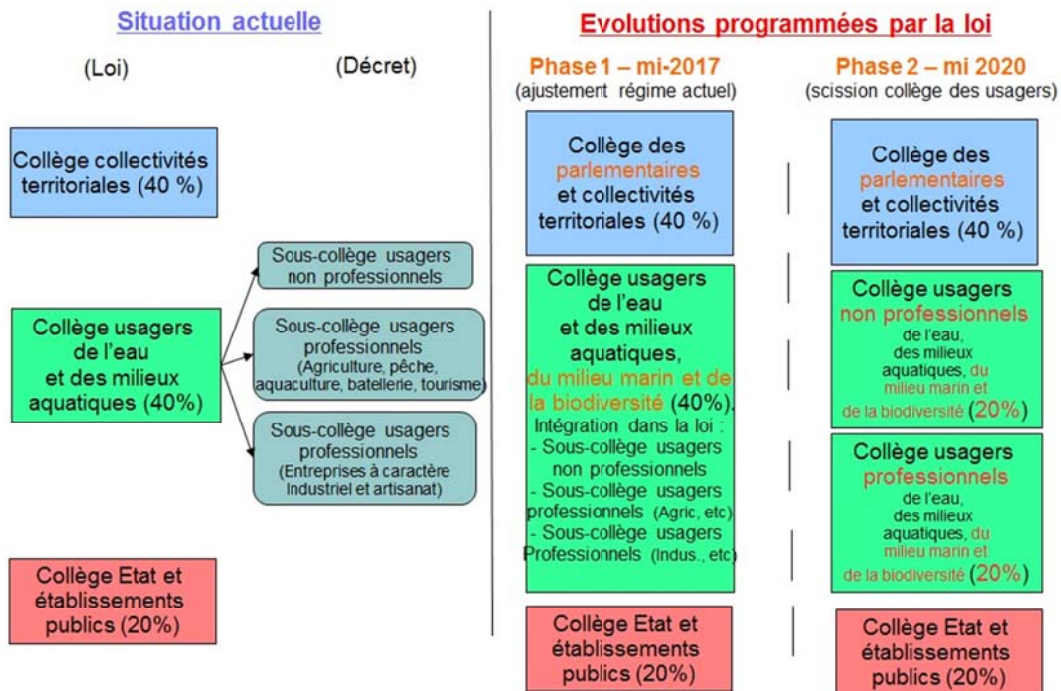 Situation actuelle
(Loi)
(Décret)
Collège collectivités
territoriales (40 %)
Collège usagers
de l'eau
et des milieux
aquatiques (40%)
Sous-collège usagers
non professionnels
Sous-collège usagers
professionnels
(Agriculture, pêche,
aquaculture, batellerie, tourisme)
Sous-collège usagers
professionnels
(Entreprises à caractère
Industriel et artisanat)
Collège Etat et
établissements
publics (20%)
Evolutions programmées par la loi
Phase 1 – mi-2017
(ajustement régime actuel)
Collège des
parlementaires
et collectivités
territoriales (40 %)
Collège usagers
de l'eau
et des milieux
aquatiques,
du milieu marin et de
la biodiversité (40%).
Intégration dans la loi :
- Sous-collège usagers
non professionnels
- Sous-collège usagers
professionnels (Agric, etc)
- Sous-collège usagers
Professionnels (Indus., etc)
Collège Etat et
établissements
publics (20%)
Phase 2 – mi 2020
(scission collège des usagers)
Collège des
parlementaires
et collectivités
territoriales (40 %)
Collège usagers
non professionnels
de l'eau,
des milieux
aquatiques, du
milieu marin et
de la biodiversité (20%)
Collège usagers
professionnels
de l'eau,
des milieux
aquatiques, du
milieu marin et
de la biodiversité (20%)
Collège Etat et
établissements
publics (20%)